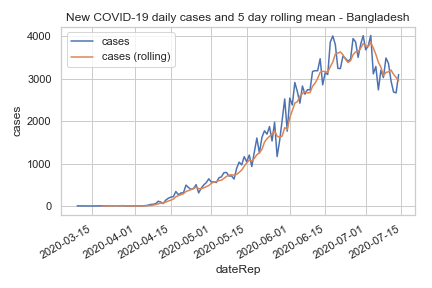 New COVID-19 daily cases and 5 day rolling mean - Bangladesh
cases
cases (rolling)
4000
3000
2000
1000
0
cases
2020-03-15
2020-04-01
2020-04-15
2020-05-01
2020-05-15
2020-06-01
2020-06-15
2020-07-01
2020-07-15
dateRep